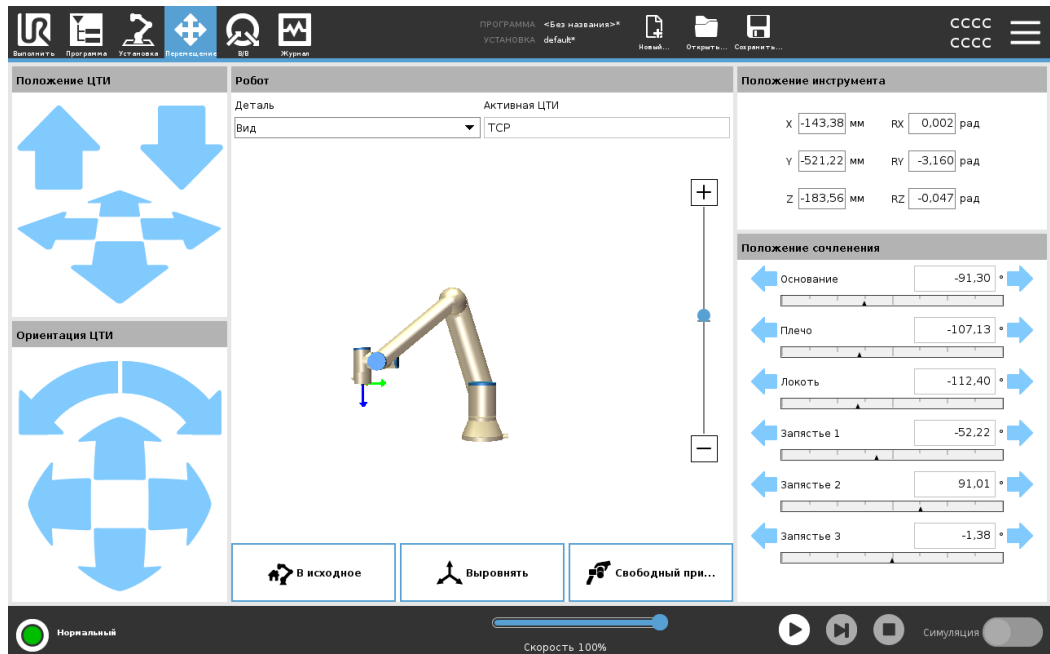 ПРОГРАММА <Без названия>*
УСТАНОВКА default*
CCCC
CCCC
Выполнить Программа Установка Перемещение В/В Журнал Новый... Открыть... Сохранить...
Положение ЦТИ
Ориентация ЦТИ
Робот
Деталь Активная ЦТИ
Вид TCP
+
−
В исходное Выровнять Свободный при...
Положение инструмента
X -143,38 мм RX 0,002 рад
Y -521,22 мм RY -3,160 рад
Z -183,56 мм RZ -0,047 рад
Положение сочленения
Основание -91,30 °
Плечо -107,13 °
Локоть -112,40 °
Запястье 1 -52,22 °
Запястье 2 91,01 °
Запястье 3 -1,38 °
Нормальный
Скорость 100%
Симуляция